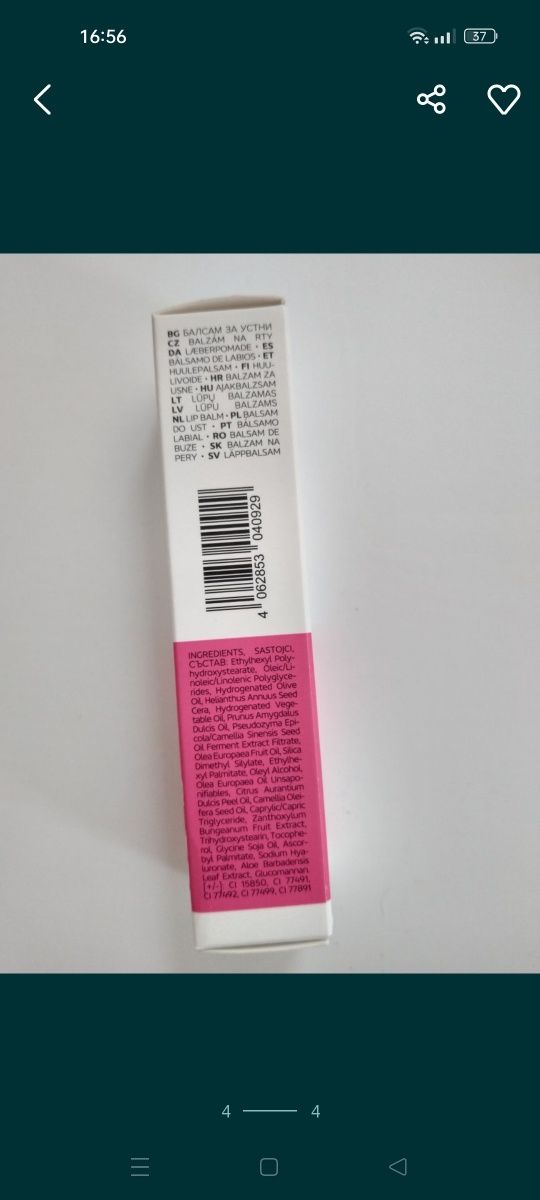 16:56
37
BG БАЛСАМ ЗА УСТНИ
CZ BALZÁM NA RTY
DA LÆBERPOMADE • ES
BÁLSAMO DE LABIOS • ET
HUULEPALSAM • FI HUU-
LIVOIDE • HR BALZAM ZA
USNE • HU AJAKBALZSAM
LT LŪPŲ BALZAMAS
LV LŪPU BALZAMS
NL LIP BALM • PL BALSAM
DO UST • PT BÁLSAMO
LABIAL • RO BALSAM DE
BUZE • SK BALZAM NA
PERY • SV LÄPPBALSAM
4 062853 040929
INGREDIENTS, SASTOJCI,
СЪСТАВ: Ethylhexyl Poly-
hydroxystearate, Oleic/Li-
noleic/Linolenic Polyglyce-
rides, Hydrogenated Olive
Oil, Helianthus Annuus Seed
Cera, Hydrogenated Vege-
table Oil, Prunus Amygdalus
Dulcis Oil, Pseudozyma Epi-
cola/Camellia Sinensis Seed
Oil Ferment Extract Filtrate,
Olea Europaea Fruit Oil, Silica
Dimethyl Silylate, Ethylhe-
xyl Palmitate, Oleyl Alcohol,
Olea Europaea Oil Unsapo-
nifiables, Citrus Aurantium
Dulcis Peel Oil, Camellia Olei-
fera Seed Oil, Caprylic/Capric
Triglyceride, Zanthoxylum
Bungeanum Fruit Extract,
Trihydroxystearin, Tocophe-
rol, Glycine Soja Oil, Ascor-
byl Palmitate, Sodium Hya-
luronate, Aloe Barbadensis
Leaf Extract, Glucomannan.
[+/-]: CI 15850, CI 77491,
CI 77492, CI 77499, CI 77891
4
4